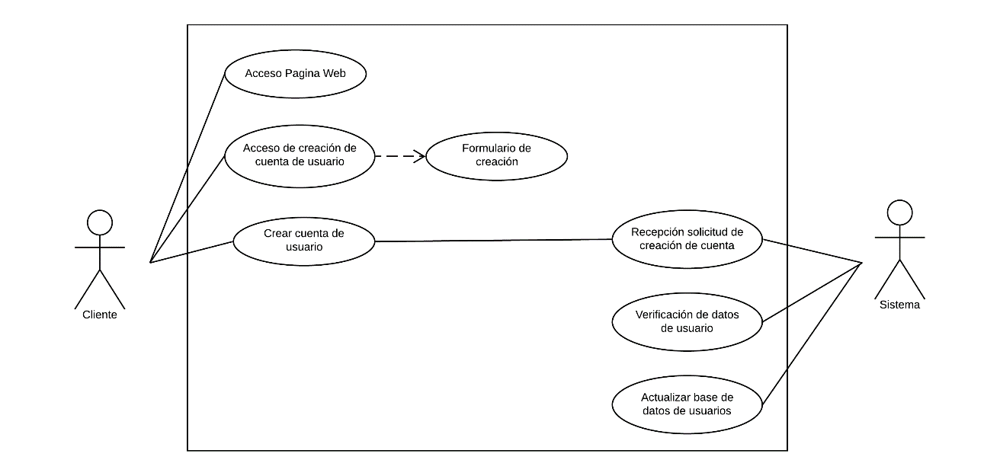 Acceso Pagina Web
Acceso de creación de
cuenta de usuario
Formulario de
creación
Crear cuenta de
usuario
Recepción solicitud de
creación de cuenta
Cliente
Sistema
Verificación de datos
de usuario
Actualizar base de
datos de usuarios